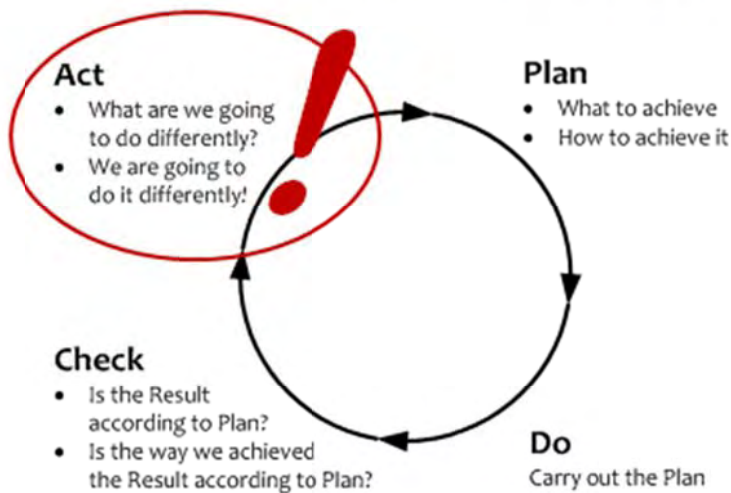 Act
• What are we going
to do differently?
• We are going to
do it differently!
Plan
• What to achieve
• How to achieve it
Check
• Is the Result
according to Plan?
• Is the way we achieved
the Result according to Plan?
Do
Carry out the Plan